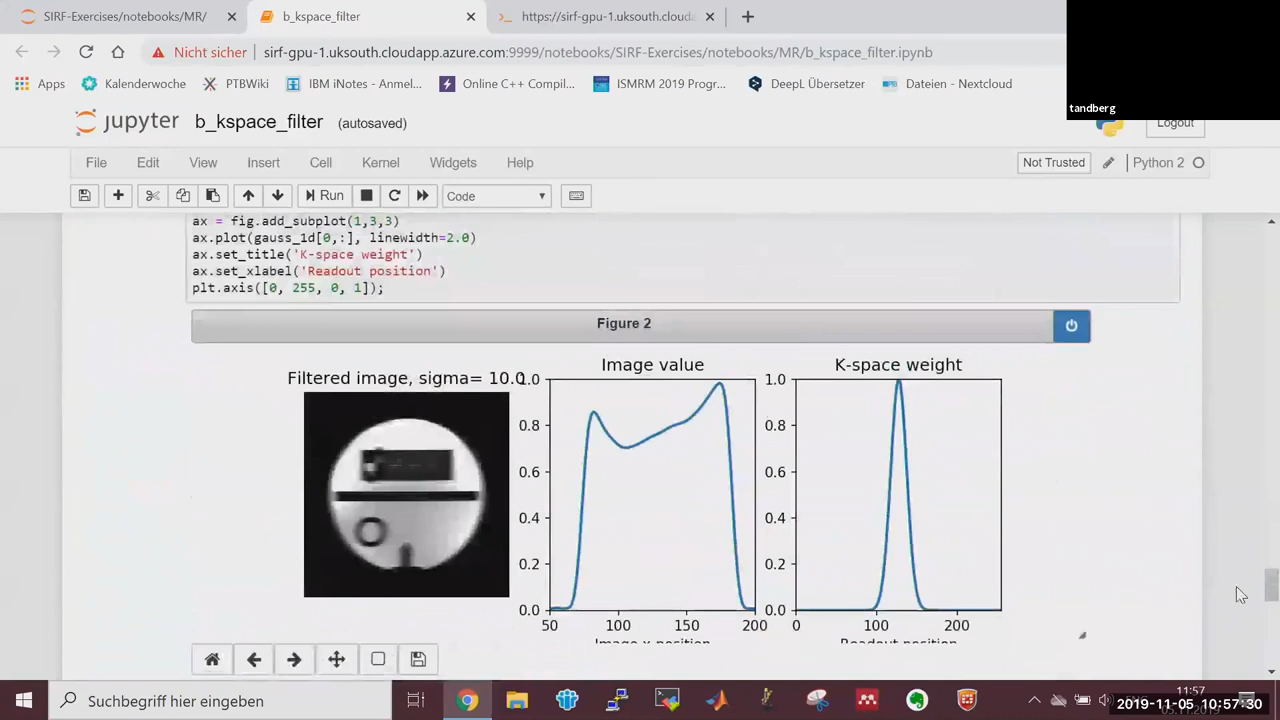 SIRF-Exercises/notebooks/MR/
b_kspace_filter
https://sirf-gpu-1.uksouth.clouda
Nicht sicher
sirf-gpu-1.uksouth.cloudapp.azure.com:9999/notebooks/SIRF-Exercises/notebooks/MR/b_kspace_filter.ipynb
Apps
Kalenderwoche
PTBWiki
IBM iNotes - Anmel...
Online C++ Compil...
ISMRM 2019 Progr...
DeepL Übersetzer
Dateien - Nextcloud
tandberg
jupyter
b_kspace_filter
(autosaved)
Logout
File Edit View Insert Cell Kernel Widgets Help
Not Trusted
Python 2
Run
Code
ax = fig.add_subplot(1,3,3)
ax.plot(gauss_1d[0,:], linewidth=2.0)
ax.set_title('K-space weight')
ax.set_xlabel('Readout position')
plt.axis([0, 255, 0, 1]);
Figure 2
Filtered image, sigma= 10.0
Image value
1.0
0.8
0.6
0.4
0.2
0.0
50 100 150 200
Image x-position
K-space weight
1.0
0.8
0.6
0.4
0.2
0.0
0 100 200
Readout position
Suchbegriff hier eingeben
ENG
11:57
2019-11-05 10:57:30